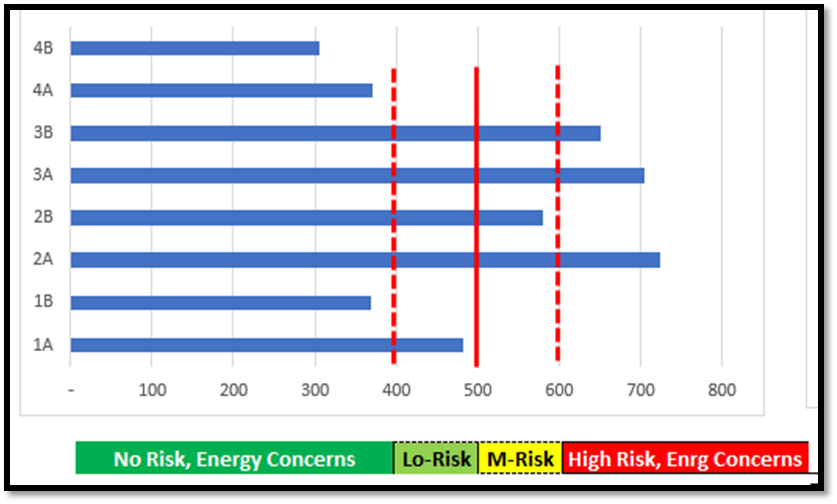 4B
4A
3B
3A
2B
2A
1B
1A
- 100 200 300 400 500 600 700 800
No Risk, Energy Concerns Lo-Risk M-Risk High Risk, Enrg Concerns